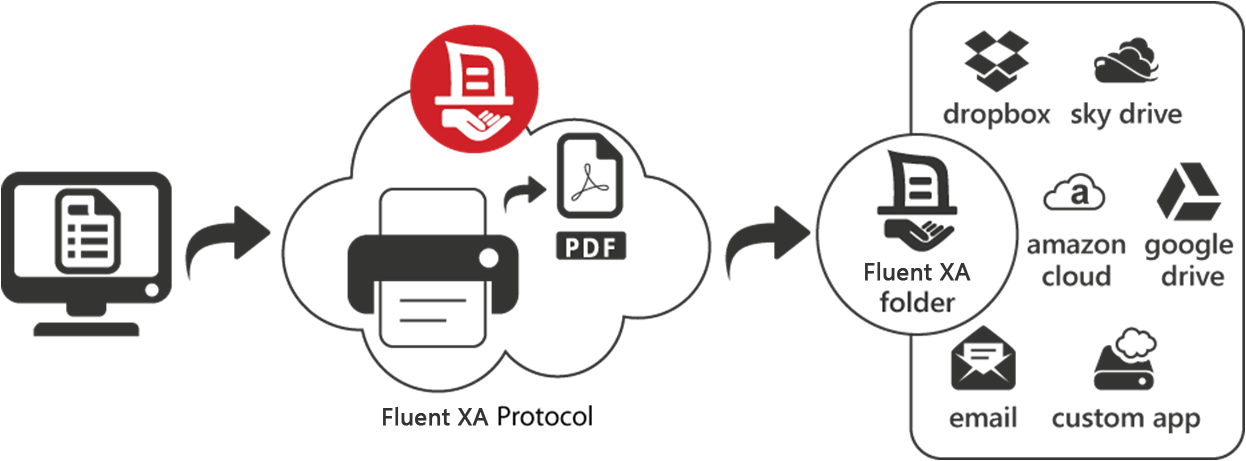 dropbox
sky drive
PDF
a
Fluent XA
folder
amazon
cloud
google
drive
email
custom app
Fluent XA Protocol